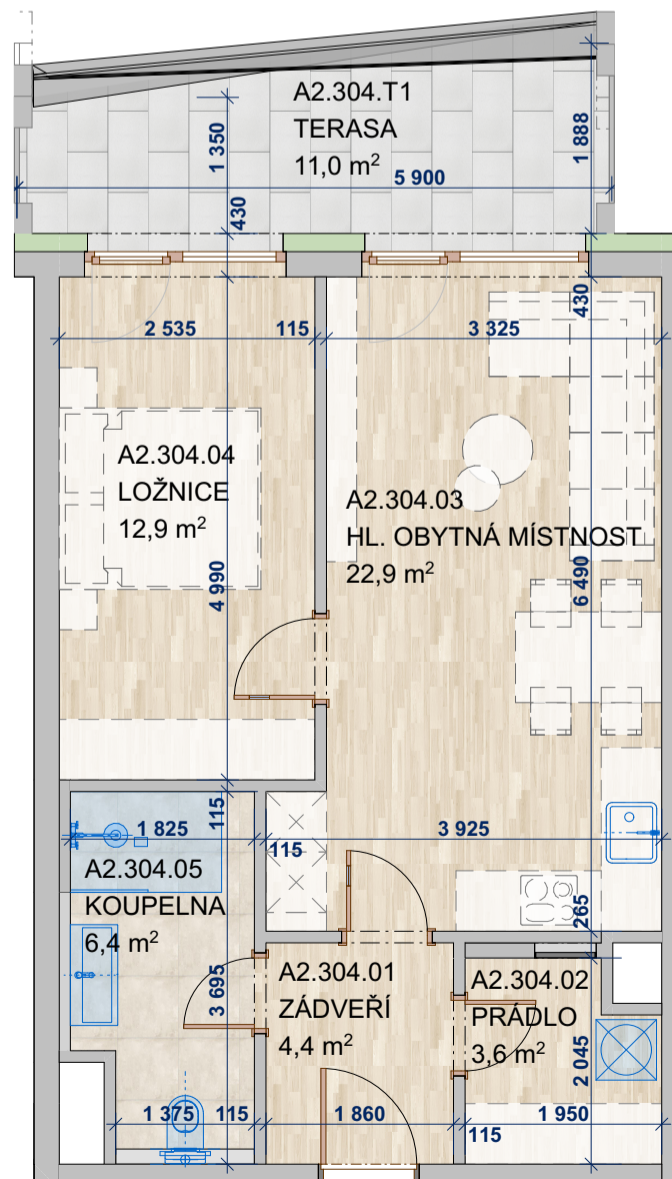 A2.304.T1
TERASA
11,0 m²
1 350
1 888
5 900
430
430
2 535
115
3 325
A2.304.04
LOŽNICE
12,9 m²
A2.304.03
HL. OBYTNÁ MÍSTNOST
22,9 m²
4 990
6 490
115
1 825
115
3 925
A2.304.05
KOUPELNA
6,4 m²
265
3 695
A2.304.01
ZÁDVEŘÍ
4,4 m²
A2.304.02
PRÁDLO
3,6 m²
2 045
1 375
115
1 860
115
1 950